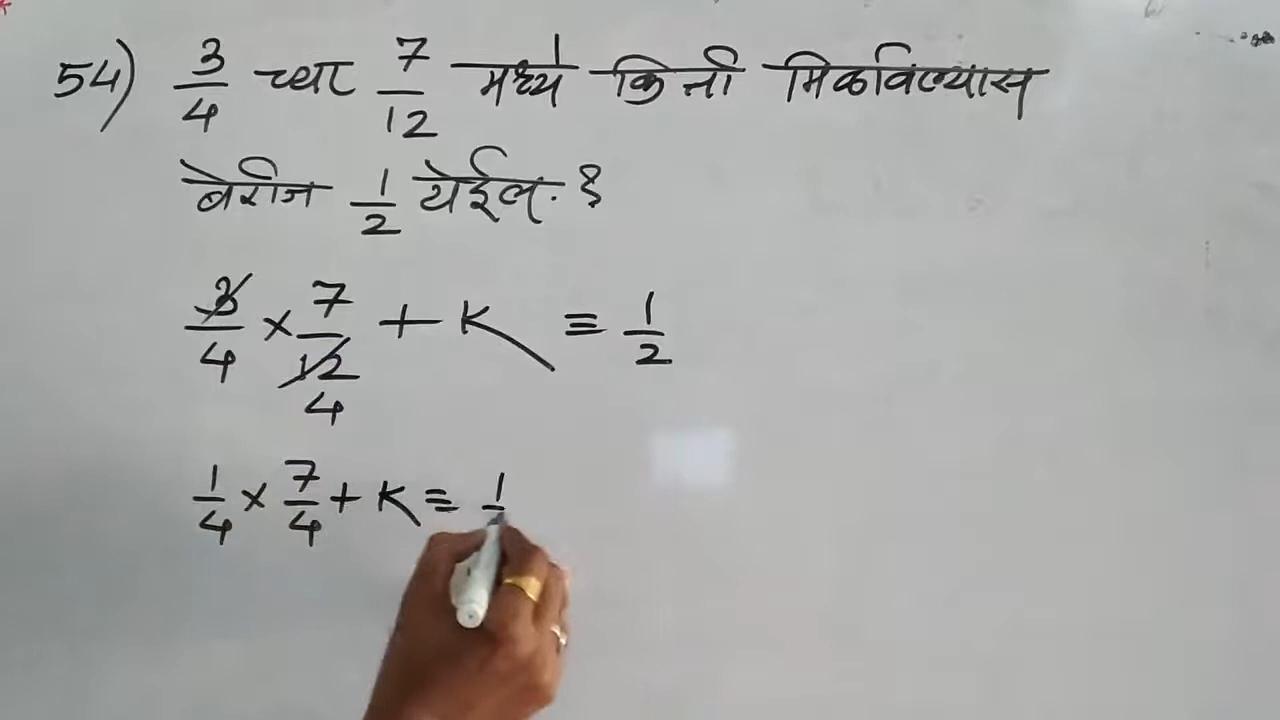 54) 3/4 च्या 7/12 मध्ये किती मिळविल्यास
बेरीज 1/2 येईल. ?
3/4 × 7/12 + K = 1/2
4
1/4 × 7/4 + K = 1